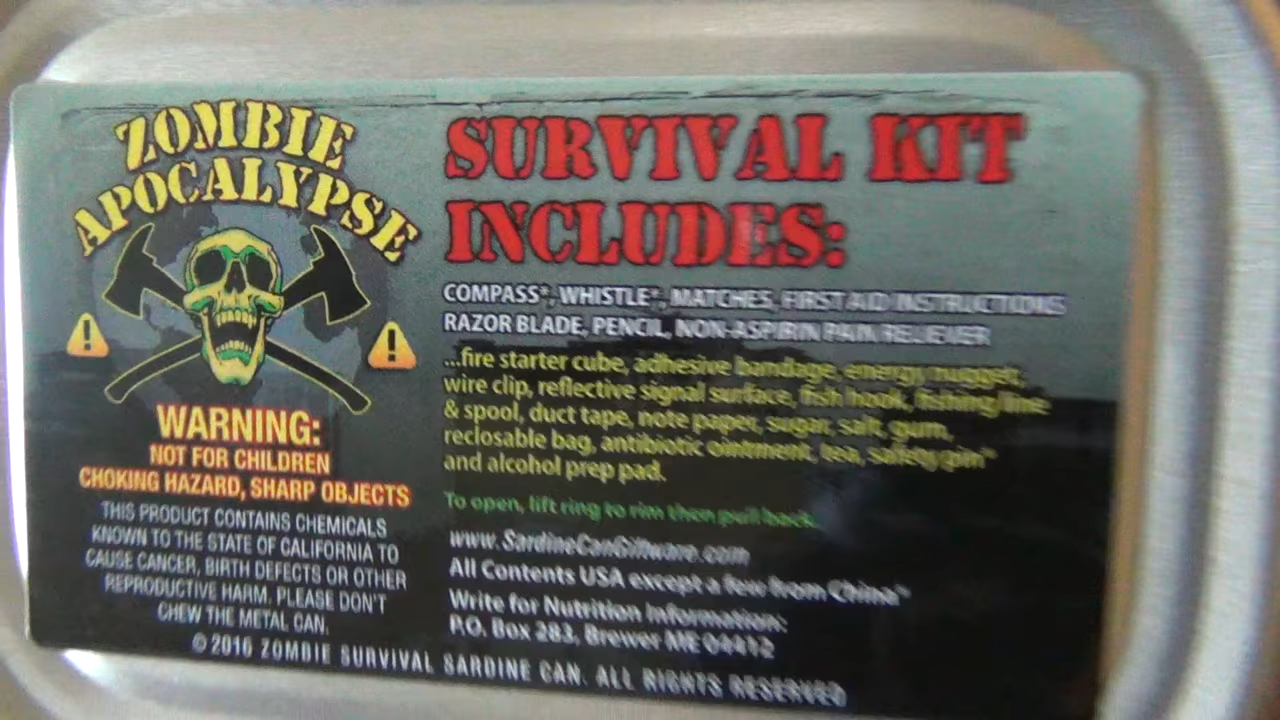 ZOMBIE
APOCALYPSE
WARNING:
NOT FOR CHILDREN
CHOKING HAZARD, SHARP OBJECTS
THIS PRODUCT CONTAINS CHEMICALS
KNOWN TO THE STATE OF CALIFORNIA TO
CAUSE CANCER, BIRTH DEFECTS OR OTHER
REPRODUCTIVE HARM. PLEASE DON'T
CHEW THE METAL CAN.
SURVIVAL KIT
INCLUDES:
COMPASS*, WHISTLE*, MATCHES, FIRST AID INSTRUCTIONS
RAZOR BLADE, PENCIL, NON-ASPIRIN PAIN RELIEVER
...fire starter cube, adhesive bandage, energy nugget,
wire clip, reflective signal surface, fish hook, fishing line
& spool, duct tape, note paper, sugar, salt, gum,
reclosable bag, antibiotic ointment, tea, safety pin*
and alcohol prep pad.
To open, lift ring to rim then pull back.
www.SardineCanGiftware.com
All Contents USA except a few from China*
Write for Nutrition Information:
P.O. Box 283, Brewer ME 04412
© 2016 ZOMBIE SURVIVAL SARDINE CAN. ALL RIGHTS RESERVED